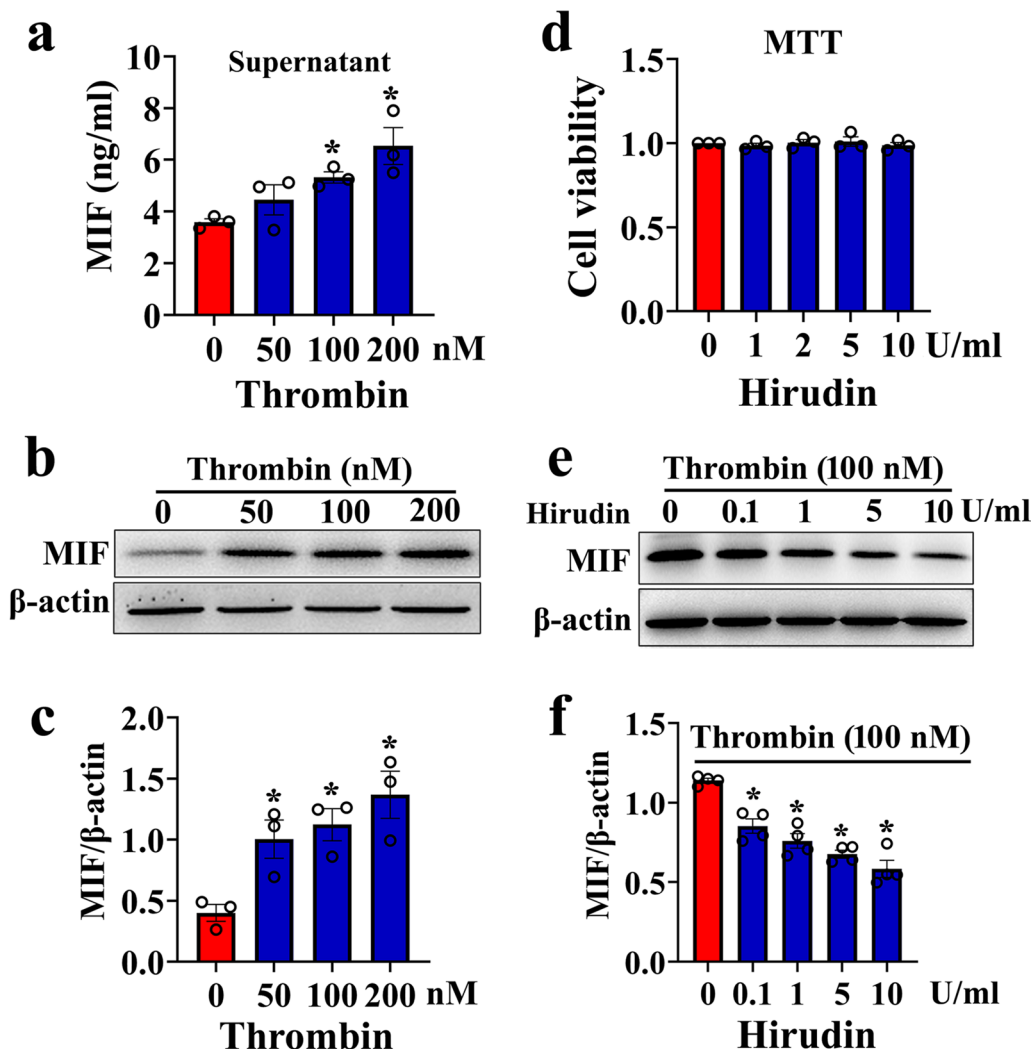 a
Supernatant
MIF (ng/ml)
10
8
6
4
2
0
*
*
0 50 100 200 nM
Thrombin
d
MTT
Cell viability
1.5
1.0
0.5
0.0
0 1 2 5 10 U/ml
Hirudin
b
Thrombin (nM)
0 50 100 200
MIF
β-actin
e
Thrombin (100 nM)
Hirudin 0 0.1 1 5 10 U/ml
MIF
β-actin
c
MIF/β-actin
2.0
1.5
1.0
0.5
0.0
*
*
*
0 50 100 200 nM
Thrombin
f
Thrombin (100 nM)
MIF/β-actin
1.5
1.0
0.5
0.0
*
*
*
*
0 0.1 1 5 10 U/ml
Hirudin